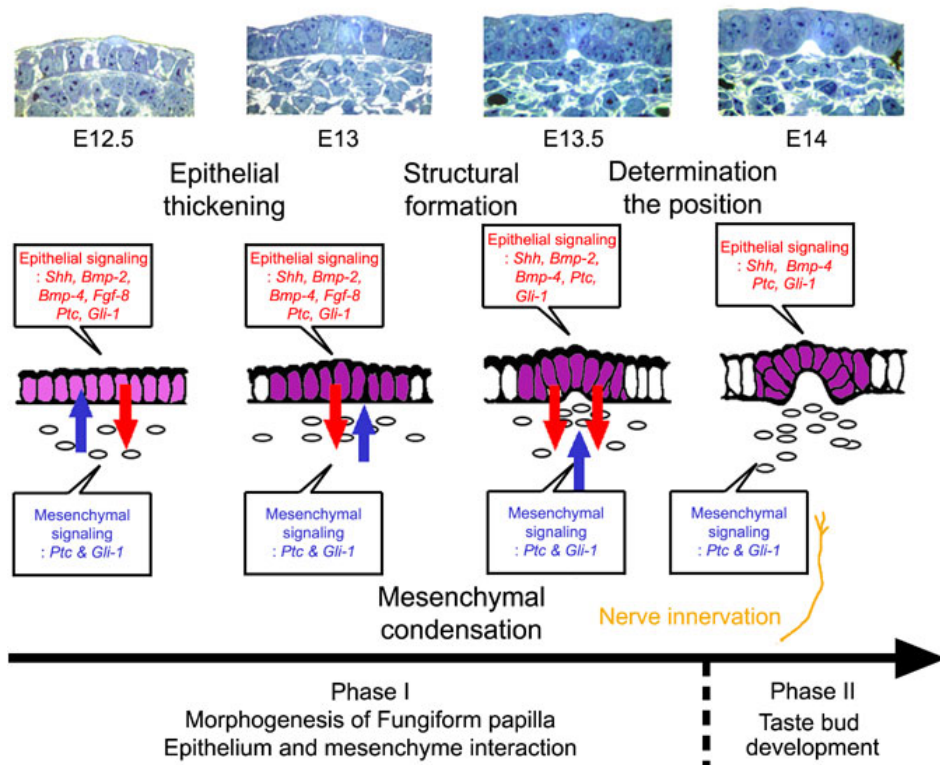 E12.5
E13
E13.5
E14
Epithelial
thickening
Structural
formation
Determination
the position
Epithelial signaling
: Shh, Bmp-2,
Bmp-4, Fgf-8
Ptc, Gli-1
Epithelial signaling
: Shh, Bmp-2,
Bmp-4, Fgf-8
Ptc, Gli-1
Epithelial signaling
: Shh, Bmp-2,
Bmp-4, Ptc,
Gli-1
Epithelial signaling
: Shh, Bmp-4
Ptc, Gli-1
Mesenchymal
signaling
: Ptc & Gli-1
Mesenchymal
signaling
: Ptc & Gli-1
Mesenchymal
signaling
: Ptc & Gli-1
Mesenchymal
signaling
: Ptc & Gli-1
Mesenchymal
condensation
Nerve innervation
Phase I
Morphogenesis of Fungiform papilla
Epithelium and mesenchyme interaction
Phase II
Taste bud
development